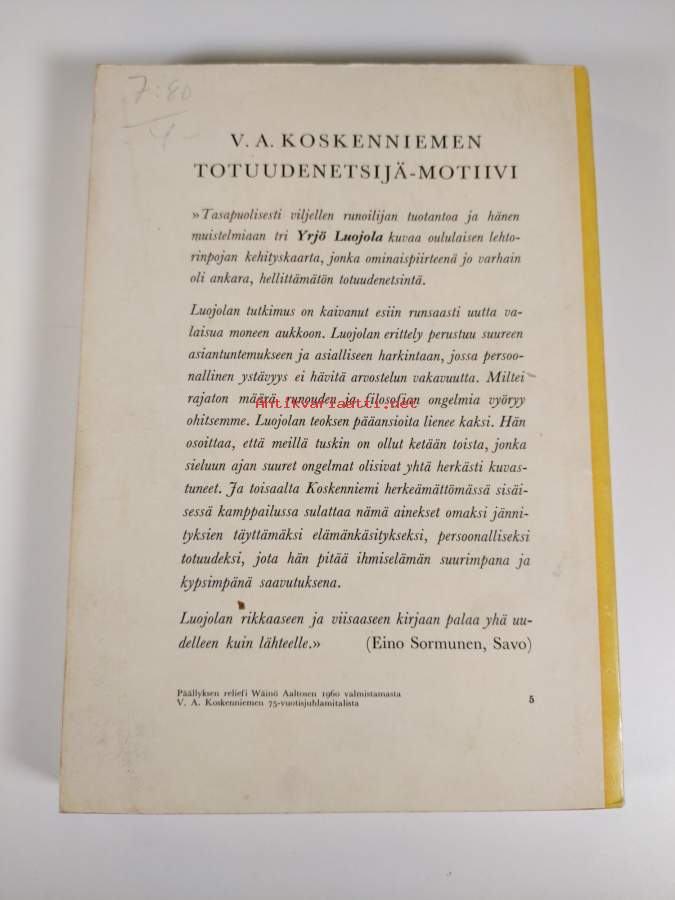 7:80
4-
V. A. KOSKENNIEMEN
TOTUUDENETSIJÄ-MOTIIVI
»Tasapuolisesti viljellen runoilijan tuotantoa ja hänen
muistelmiaan tri Yrjö Luojola kuvaa oululaisen lehto-
rinpojan kehityskaarta, jonka ominaispiirteenä jo varhain
oli ankara, hellittämätön totuudenetsintä.
Luojolan tutkimus on kaivanut esiin runsaasti uutta va-
laisua moneen aukkoon. Luojolan erittely perustuu suureen
asiantuntemukseen ja asialliseen harkintaan, jossa persoo-
nallinen ystävyys ei hävitä arvostelun vakavuutta. Miltei
rajaton määrä runouden ja filosofian ongelmia vyöryy
Antikvariaatti.net
ohitsemme. Luojolan teoksen pääansioita lienee kaksi. Hän
osoittaa, että meillä tuskin on ollut ketään toista, jonka
sieluun ajan suuret ongelmat olisivat yhtä herkästi kuvas-
tuneet. Ja toisaalta Koskenniemi herkeämättömässä sisäi-
sessä kamppailussa sulattaa nämä ainekset omaksi jänni-
tyksien täyttämäksi elämänkäsitykseksi, persoonalliseksi
totuudeksi, jota hän pitää ihmiselämän suurimpana ja
kypsimpänä saavutuksena.
Luojolan rikkaaseen ja viisaaseen kirjaan palaa yhä uu-
delleen kuin lähteelle.» (Eino Sormunen, Savo)
Päällyksen reliefi Wäinö Aaltosen 1960 valmistamasta
V. A. Koskenniemen 75-vuotisjuhlamitalista 5